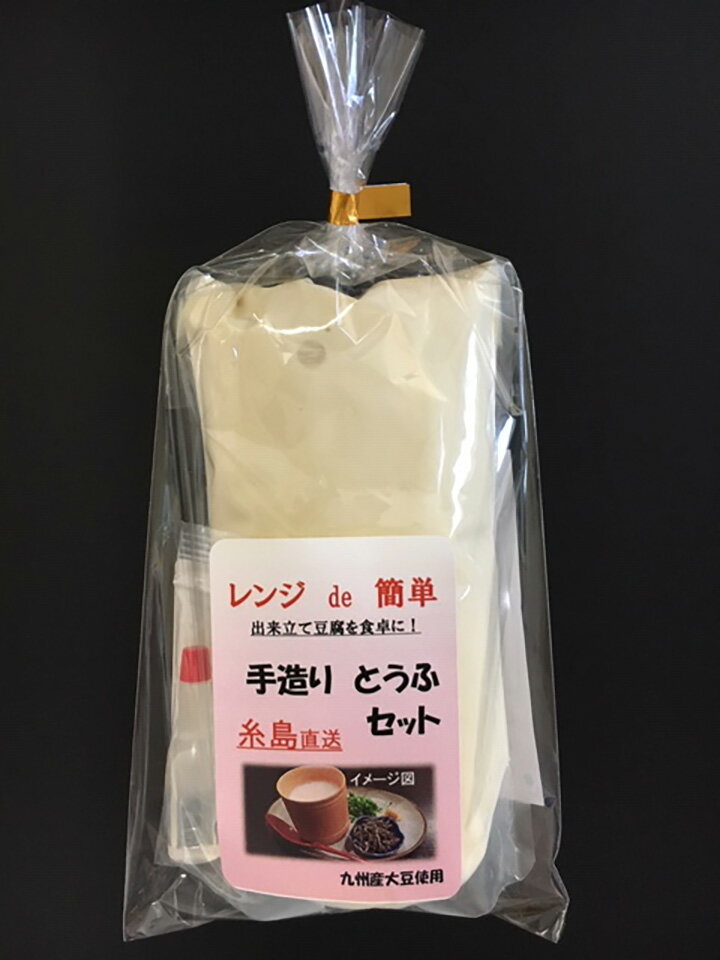 レンジ de 簡単
出来立て豆腐を食卓に！
手造り とうふ
セット
糸島直送
イメージ図
九州産大豆使用